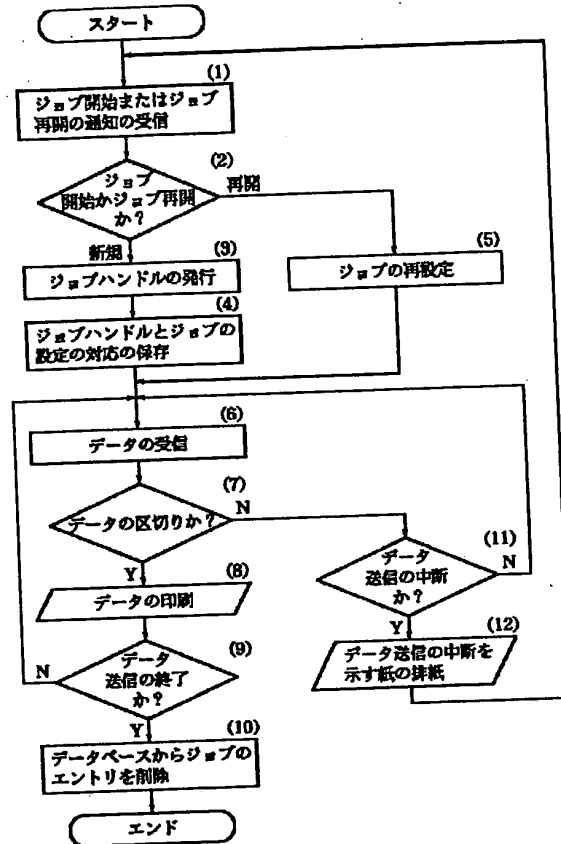 スタート
(1)
ジョブ開始またはジョブ
再開の通知の受信
(2)
ジョブ
開始かジョブ再開
か?
再開
新規
(3)
ジョブハンドルの発行
(4)
ジョブハンドルとジョブの
設定の対応の保存
(5)
ジョブの再設定
(6)
データの受信
(7)
データの区切りか?
N
Y
(8)
データの印刷
(9)
データ
送信の終了
か?
N
Y
(10)
データベースからジョブの
エントリを削除
エンド
(11)
データ
送信の中断
か?
N
Y
(12)
データ送信の中断を
示す紙の排紙